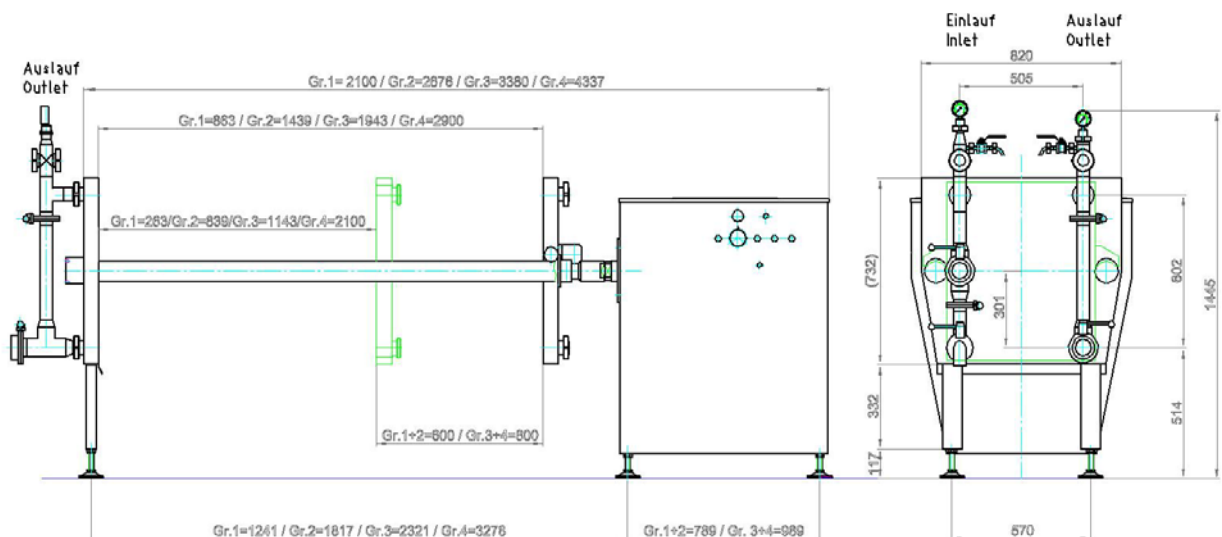 Einlauf
Inlet
Auslauf
Outlet
820
505
Auslauf
Outlet
Gr.1= 2100 / Gr.2=2676 / Gr.3=3380 / Gr.4=4337
Gr.1=863 / Gr.2=1439 / Gr.3=1943 / Gr.4=2900
Gr.1=263/Gr.2=839/Gr.3=1143/Gr.4=2100
(732)
301
602
1445
332
514
Gr.1÷2=600 / Gr.3÷4=800
117
Gr.1=1241 / Gr.2=1817 / Gr.3=2321 / Gr.4=3278
Gr.1÷2=789 / Gr. 3÷4=989
570